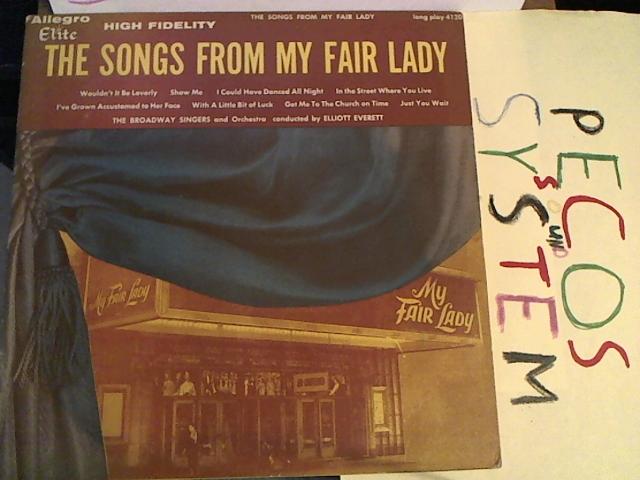 Allegro
Elite
HIGH FIDELITY
THE SONGS FROM MY FAIR LADY
long play 4120
THE SONGS FROM MY FAIR LADY
Wouldn't It Be Loverly Show Me I Could Have Danced All Night In the Street Where You Live
I've Grown Accustomed to Her Face With A Little Bit of Luck Get Me To The Church on Time Just You Wait
THE BROADWAY SINGERS and Orchestra conducted by ELLIOTT EVERETT
My Fair Lady
My
FAIR LADY
PECOS
SOUND
SYSTEM